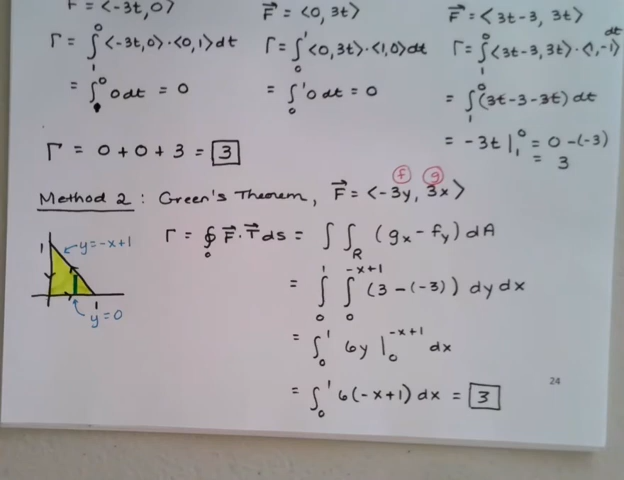 F⃗ = <-3t, 0>
F⃗ = <0, 3t>
F⃗ = <3t-3, 3t>
Γ = ∫₁⁰ <-3t, 0>·<0, 1> dt
Γ = ∫₀¹ <0, 3t>·<1, 0> dt
Γ = ∫₁⁰ <3t-3, 3t>·<1, -1> dt
= ∫₁⁰ 0 dt = 0
= ∫₀¹ 0 dt = 0
= ∫₁⁰ (3t-3-3t) dt
= -3t |₁⁰ = 0 - (-3)
= 3
Γ = 0 + 0 + 3 = 3
f g
Method 2 : Green's Theorem, F⃗ = <-3y, 3x>
1 y = -x+1
1
y = 0
Γ = ∮ F⃗·T⃗ ds = ∫∫_R (gₓ - f_y) dA
= ∫₀¹ ∫₀^(-x+1) (3 - (-3)) dy dx
= ∫₀¹ 6y |₀^(-x+1) dx
= ∫₀¹ 6(-x+1) dx = 3
24